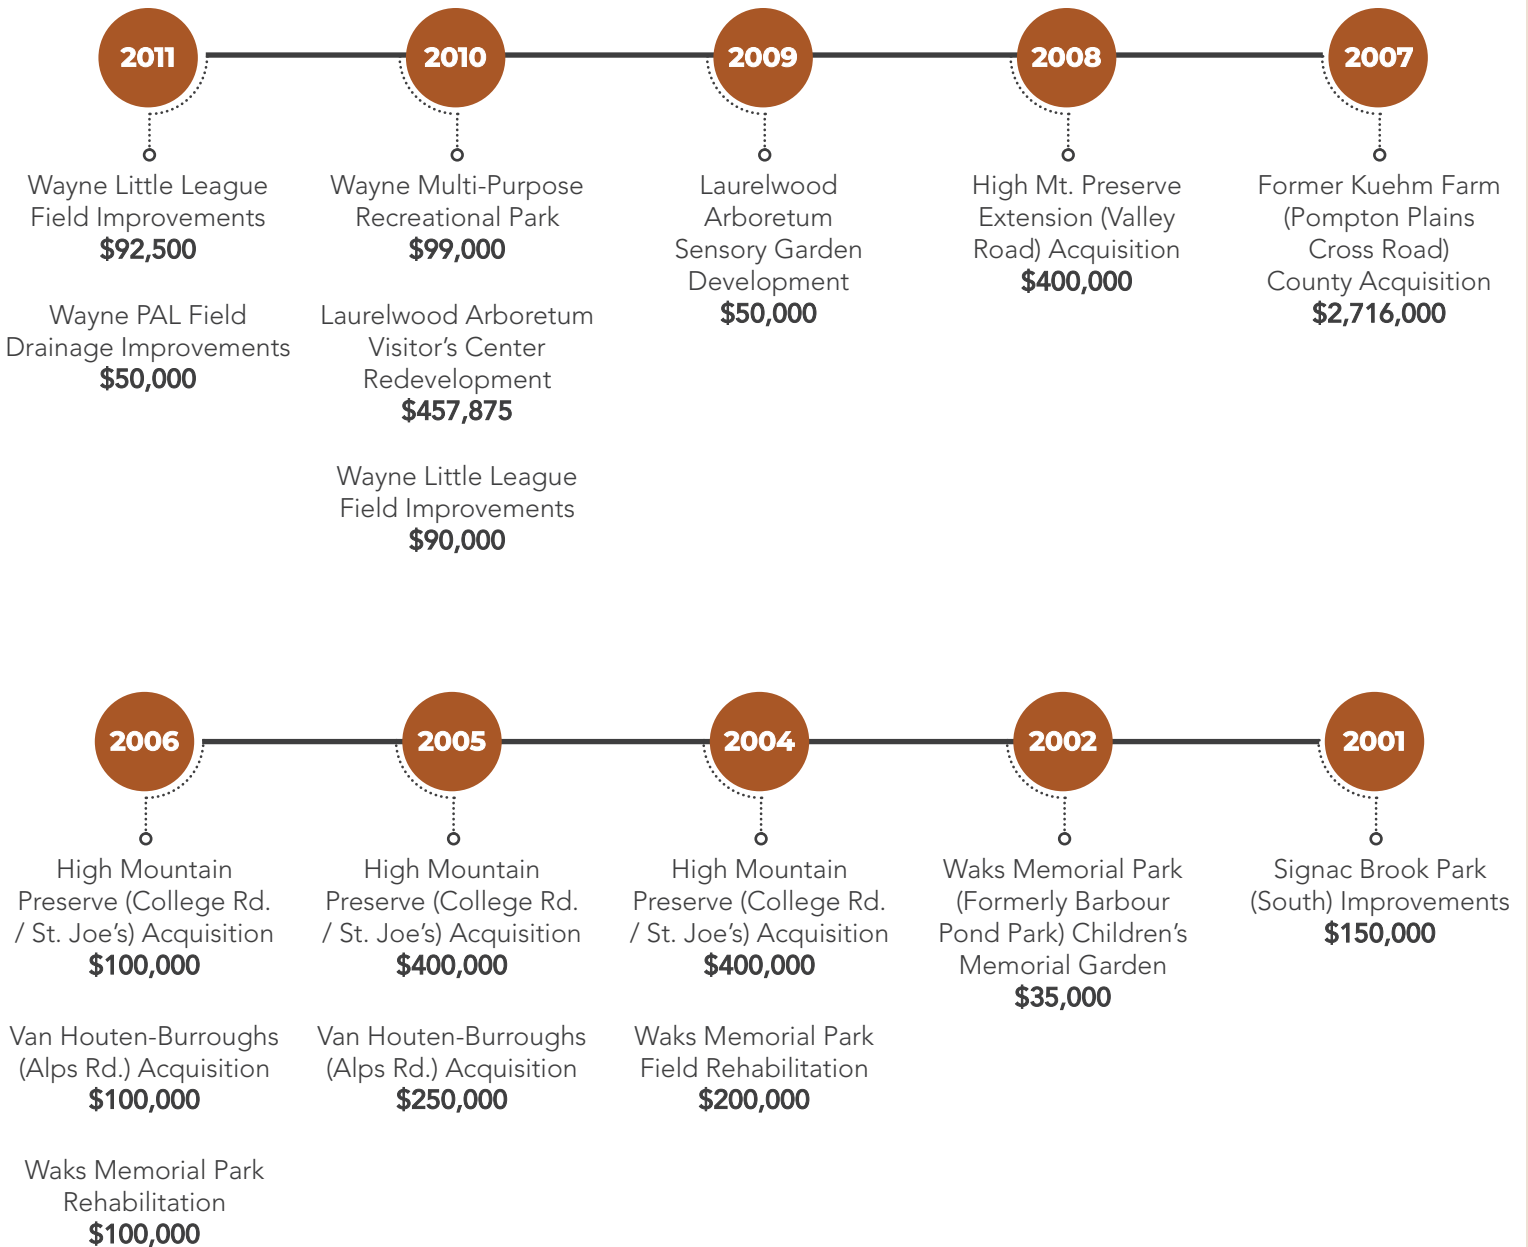 2011
Wayne Little League
Field Improvements
$92,500
Wayne PAL Field
Drainage Improvements
$50,000
2010
Wayne Multi-Purpose
Recreational Park
$99,000
Laurelwood Arboretum
Visitor’s Center
Redevelopment
$457,875
Wayne Little League
Field Improvements
$90,000
2009
Laurelwood
Arboretum
Sensory Garden
Development
$50,000
2008
High Mt. Preserve
Extension (Valley
Road) Acquisition
$400,000
2007
Former Kuehm Farm
(Pompton Plains
Cross Road)
County Acquisition
$2,716,000
2006
High Mountain
Preserve (College Rd.
/ St. Joe’s) Acquisition
$100,000
Van Houten-Burroughs
(Alps Rd.) Acquisition
$100,000
Waks Memorial Park
Rehabilitation
$100,000
2005
High Mountain
Preserve (College Rd.
/ St. Joe’s) Acquisition
$400,000
Van Houten-Burroughs
(Alps Rd.) Acquisition
$250,000
2004
High Mountain
Preserve (College Rd.
/ St. Joe’s) Acquisition
$400,000
Waks Memorial Park
Field Rehabilitation
$200,000
2002
Waks Memorial Park
(Formerly Barbour
Pond Park) Children’s
Memorial Garden
$35,000
2001
Signac Brook Park
(South) Improvements
$150,000